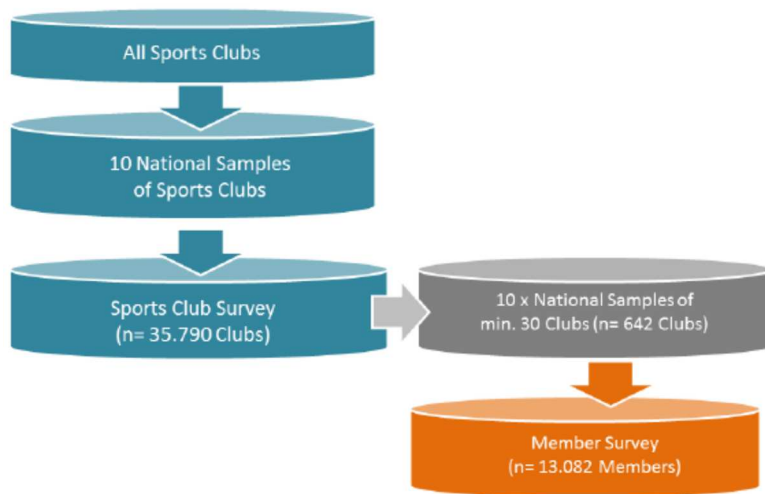 All Sports Clubs
10 National Samples
of Sports Clubs
Sports Club Survey
(n= 35.790 Clubs)
10 x National Samples of
min. 30 Clubs (n= 642 Clubs)
Member Survey
(n= 13.082 Members)